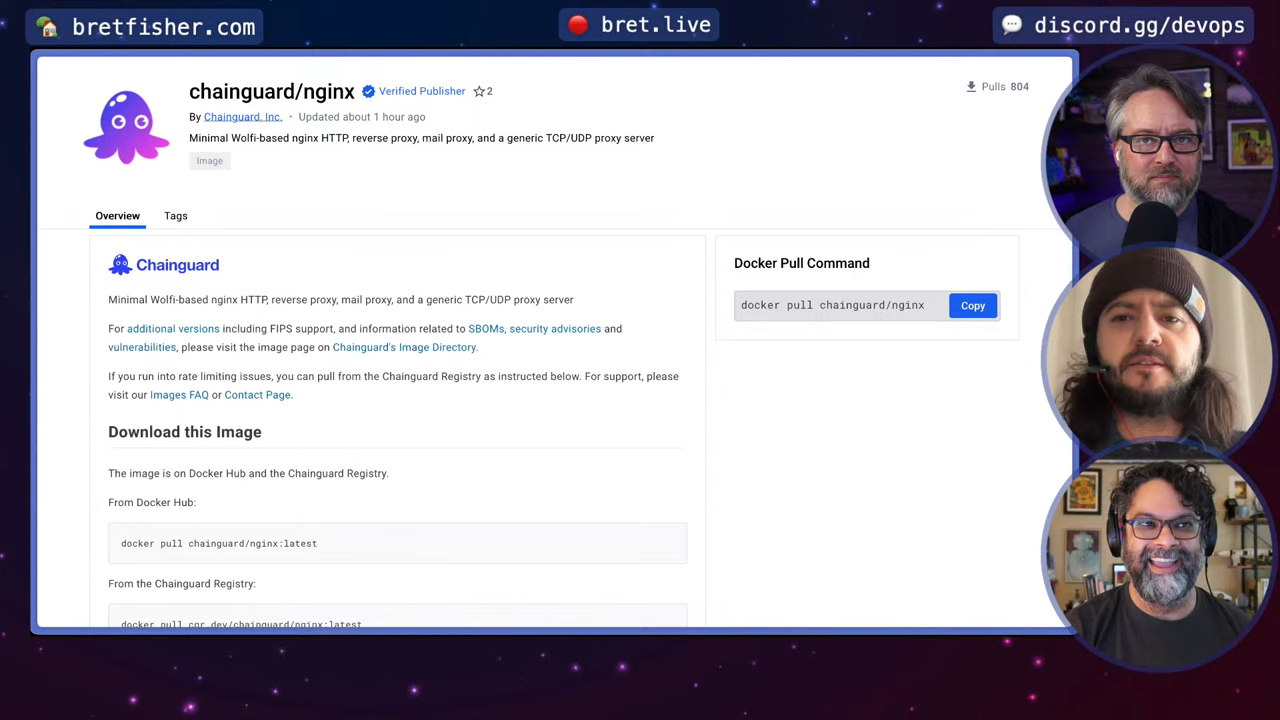 bretfisher.com
bret.live
discord.gg/devops
chainguard/nginx Verified Publisher 2
Pulls 804
By Chainguard, Inc. • Updated about 1 hour ago
Minimal Wolfi-based nginx HTTP, reverse proxy, mail proxy, and a generic TCP/UDP proxy server
Image
Overview Tags
Chainguard
Minimal Wolfi-based nginx HTTP, reverse proxy, mail proxy, and a generic TCP/UDP proxy server
For additional versions including FIPS support, and information related to SBOMs, security advisories and
vulnerabilities, please visit the image page on Chainguard's Image Directory.
If you run into rate limiting issues, you can pull from the Chainguard Registry as instructed below. For support, please
visit our Images FAQ or Contact Page.
Download this Image
The image is on Docker Hub and the Chainguard Registry.
From Docker Hub:
docker pull chainguard/nginx:latest
From the Chainguard Registry:
docker pull cgr.dev/chainguard/nginx:latest
Docker Pull Command
docker pull chainguard/nginx Copy